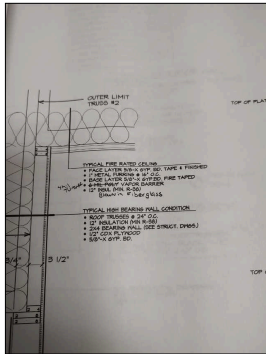 OUTER LIMIT
TRUSS #2
TOP OF PLAT
TYPICAL FIRE RATED CEILING
• FACE LAYER 5/8-X GYP. BD. TAPE & FINISHED
• 1" METAL FURRING @ 16" O.C.
• BASE LAYER 5/8"-X GYP.BD. FIRE TAPED
• 6 MIL POLY VAPOR BARRIER
• 12" INSUL (MIN. R-38)
Blown in Fiberglass
TYPICAL HIGH BEARING WALL CONDITION
• ROOF TRUSSES @ 24" O.C.
• 12" INSULATION (MIN R-38)
• 2X4 BEARING WALL (SEE STRUCT. DWGS.)
• 1/2" CDX PLYWOOD
• 5/8"-X GYP. BD.
3/4"
3 1/2"
TOP